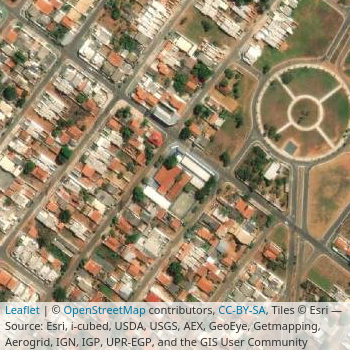 Leaflet | © OpenStreetMap contributors, CC-BY-SA, Tiles © Esri —
Source: Esri, i-cubed, USDA, USGS, AEX, GeoEye, Getmapping,
Aerogrid, IGN, IGP, UPR-EGP, and the GIS User Community